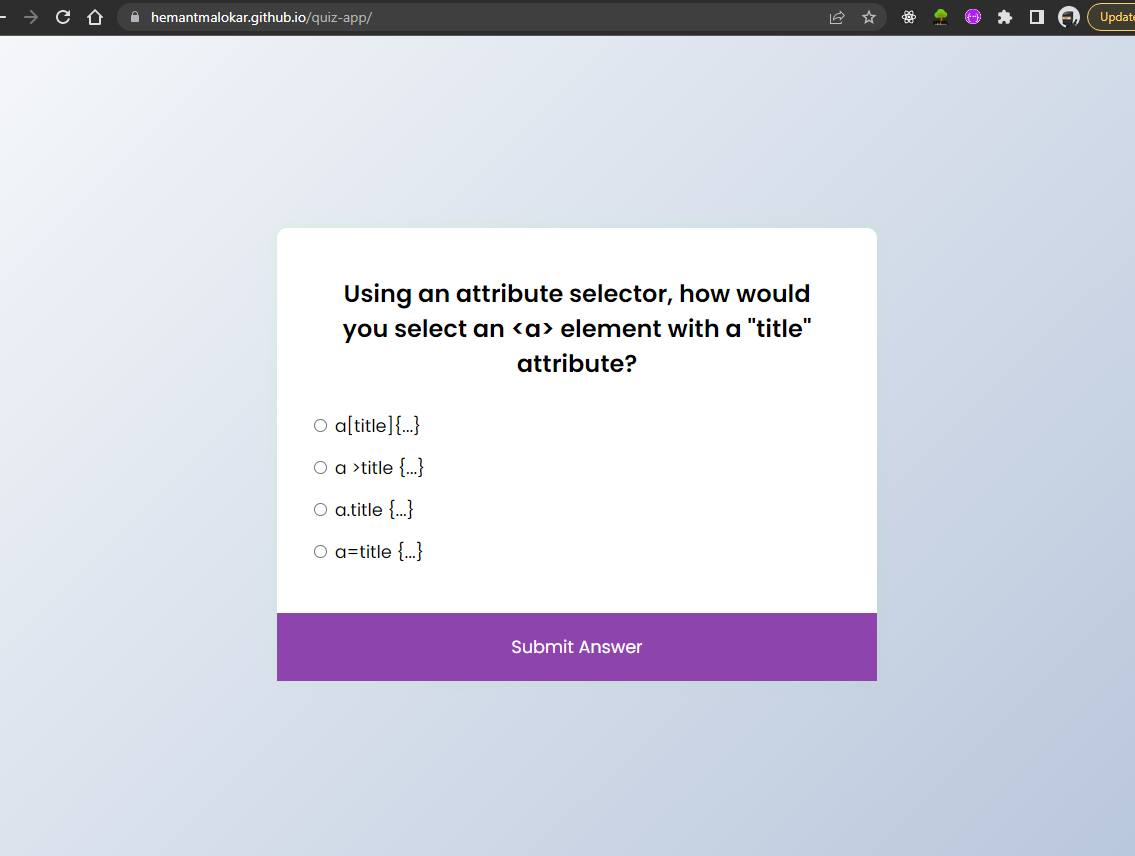 hemantmalokar.github.io/quiz-app/
Update
Using an attribute selector, how would
you select an <a> element with a "title"
attribute?
a[title]{...}
a >title {...}
a.title {...}
a=title {...}
Submit Answer